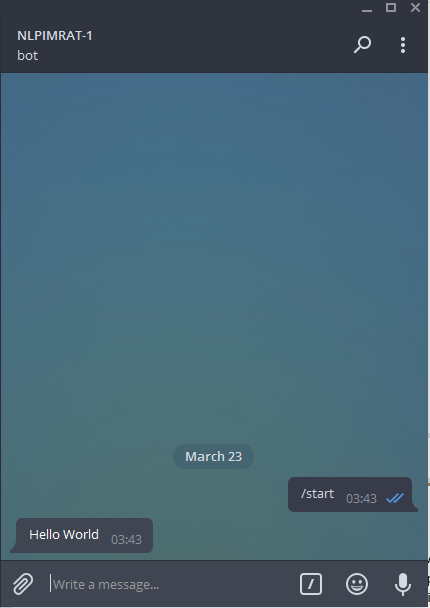 NLPIMRAT-1
bot
March 23
/start 03:43
Hello World 03:43
Write a message...